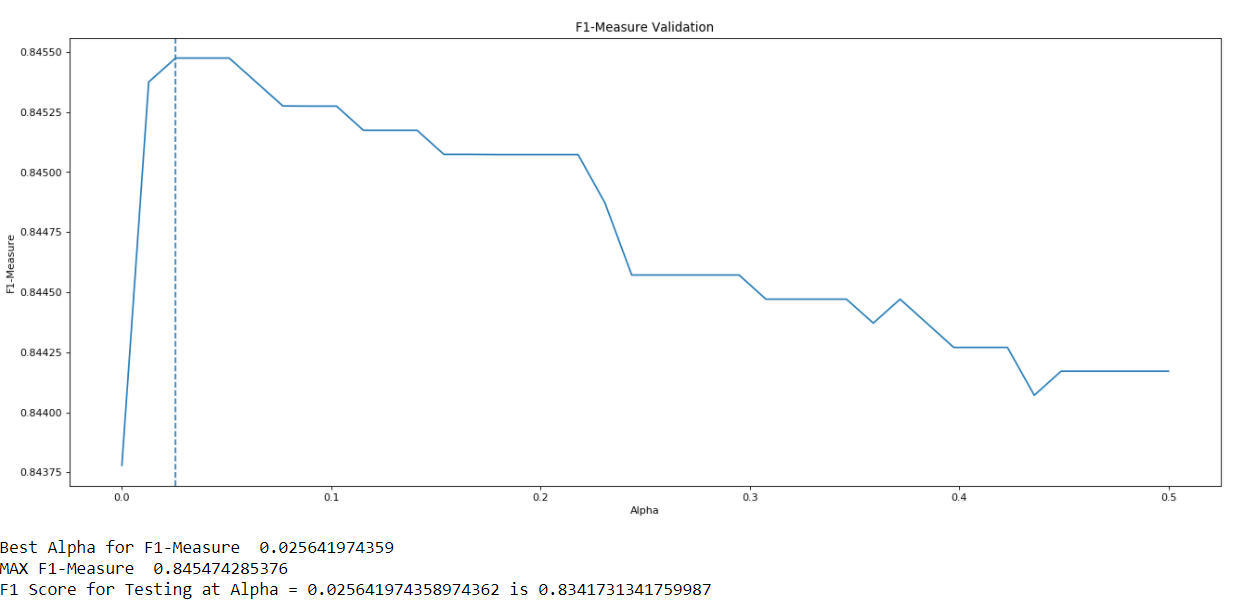 F1-Measure Validation
0.84550
0.84525
0.84500
0.84475
0.84450
0.84425
0.84400
0.84375
F1-Measure
0.0 0.1 0.2 0.3 0.4 0.5
Alpha
Best Alpha for F1-Measure  0.025641974359
MAX F1-Measure  0.845474285376
F1 Score for Testing at Alpha = 0.025641974358974362 is 0.8341731341759987